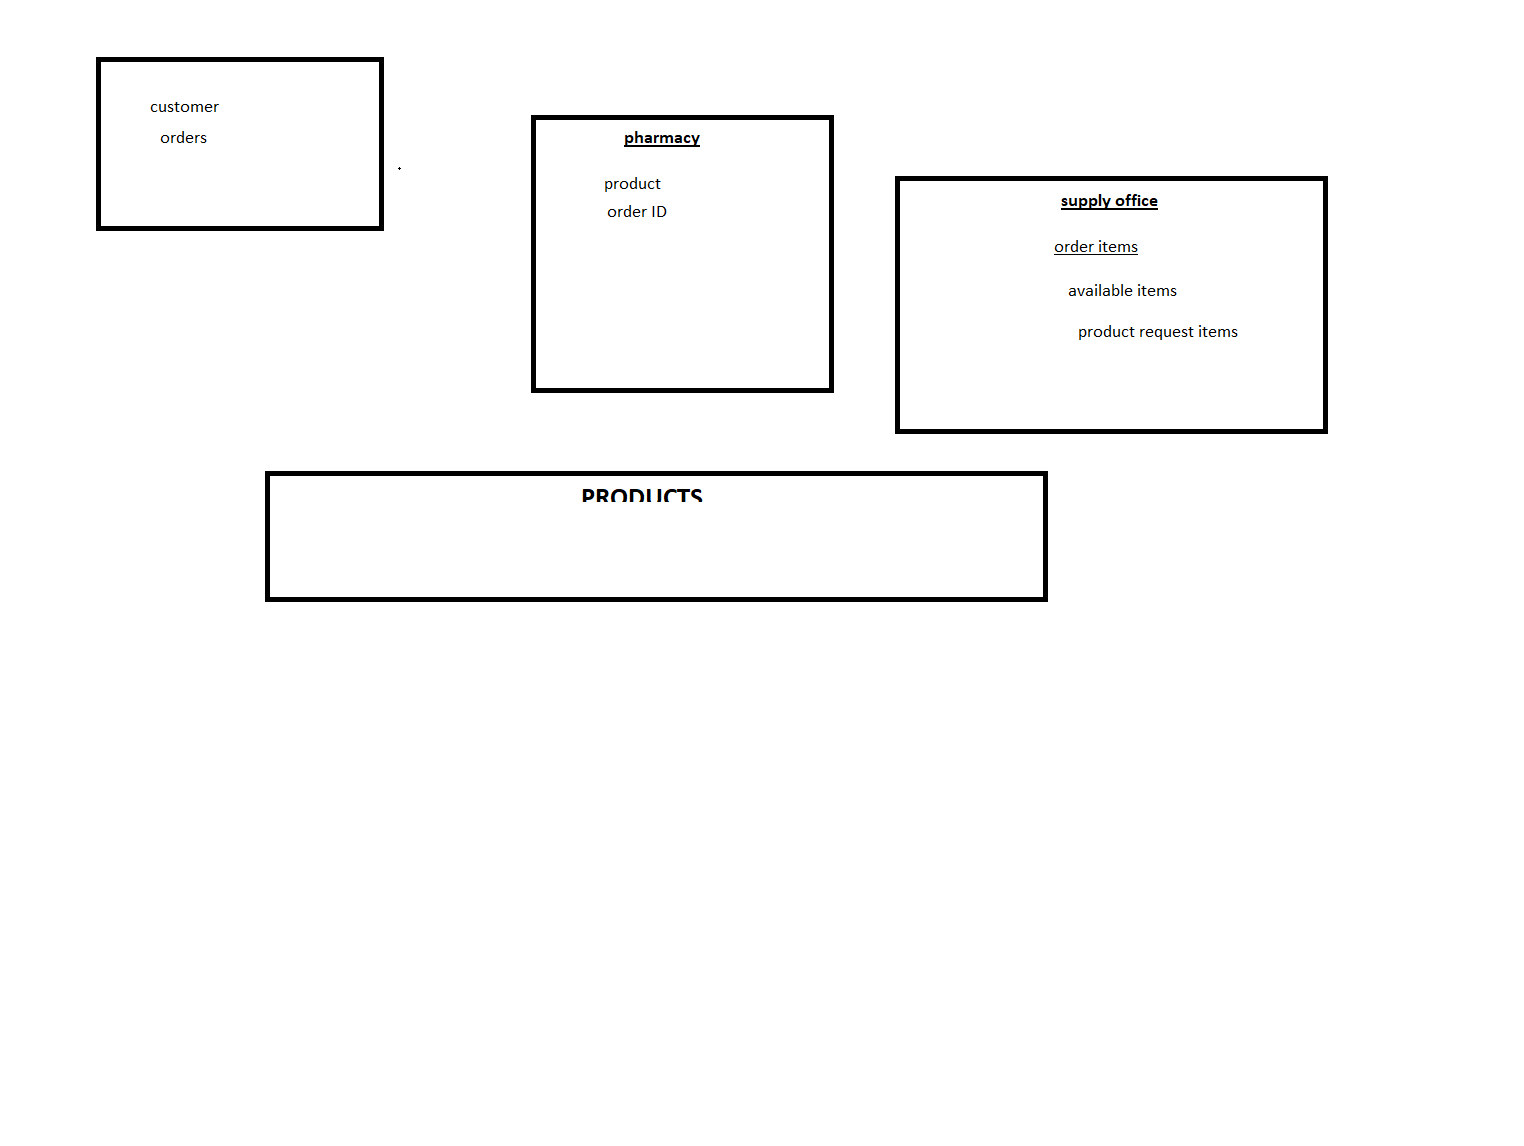 customer
orders
pharmacy
product
order ID
supply office
order items
available items
product request items
PRODUCTS